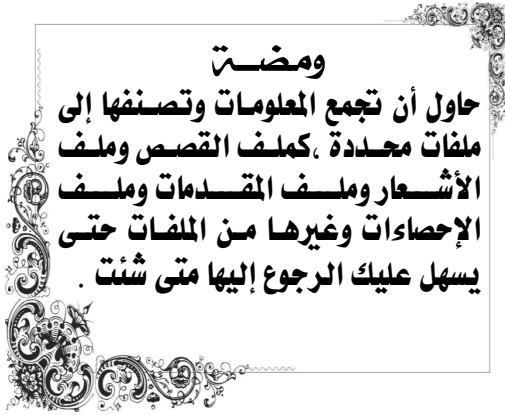 ومضة
حاول أن تجمع المعلومات وتصنفها إلى
ملفات محددة ،كملف القصص وملف
الأشعار وملف المقدمات وملف
الإحصاءات وغيرها من الملفات حتى
يسهل عليك الرجوع إليها متى شئت .